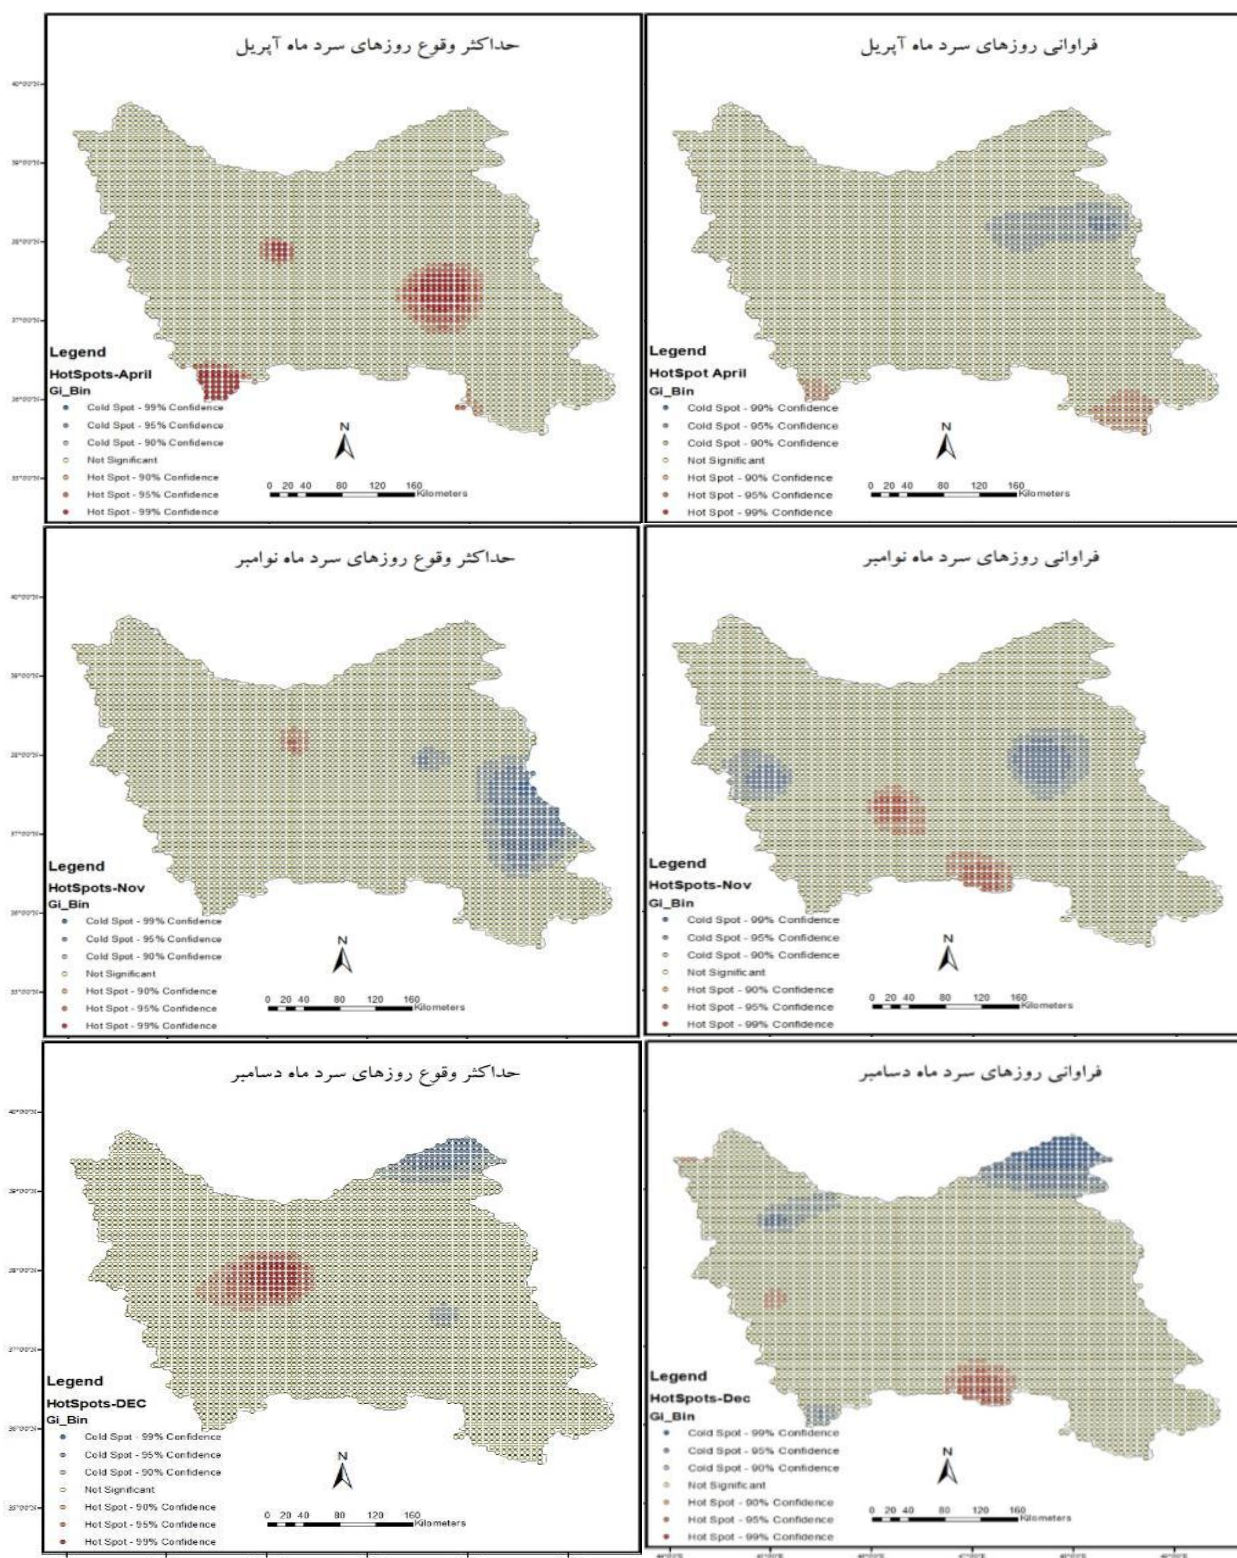 حداکثر وقوع روزهای سرد ماه آپریل
Legend
HotSpots-April
Gi_Bin
Cold Spot - 99% Confidence
Cold Spot - 95% Confidence
Cold Spot - 90% Confidence
Not Significant
Hot Spot - 90% Confidence
Hot Spot - 95% Confidence
Hot Spot - 99% Confidence
N
0 20 40 80 120 160
Kilometers
فراوانی روزهای سرد ماه آپریل
Legend
HotSpot April
Gi_Bin
Cold Spot - 99% Confidence
Cold Spot - 95% Confidence
Cold Spot - 90% Confidence
Not Significant
Hot Spot - 90% Confidence
Hot Spot - 95% Confidence
Hot Spot - 99% Confidence
N
0 20 40 80 120 160
Kilometers
حداکثر وقوع روزهای سرد ماه نوامبر
Legend
HotSpots-Nov
Gi_Bin
Cold Spot - 99% Confidence
Cold Spot - 95% Confidence
Cold Spot - 90% Confidence
Not Significant
Hot Spot - 90% Confidence
Hot Spot - 95% Confidence
Hot Spot - 99% Confidence
N
0 20 40 80 120 160
Kilometers
فراوانی روزهای سرد ماه نوامبر
Legend
HotSpots-Nov
Gi_Bin
Cold Spot - 99% Confidence
Cold Spot - 95% Confidence
Cold Spot - 90% Confidence
Not Significant
Hot Spot - 90% Confidence
Hot Spot - 95% Confidence
Hot Spot - 99% Confidence
N
0 20 40 80 120 160
Kilometers
حداکثر وقوع روزهای سرد ماه دسامبر
Legend
HotSpots-DEC
Gi_Bin
Cold Spot - 99% Confidence
Cold Spot - 95% Confidence
Cold Spot - 90% Confidence
Not Significant
Hot Spot - 90% Confidence
Hot Spot - 95% Confidence
Hot Spot - 99% Confidence
N
0 20 40 80 120 160
Kilometers
فراوانی روزهای سرد ماه دسامبر
Legend
HotSpots-Dec
Gi_Bin
Cold Spot - 99% Confidence
Cold Spot - 95% Confidence
Cold Spot - 90% Confidence
Not Significant
Hot Spot - 90% Confidence
Hot Spot - 95% Confidence
Hot Spot - 99% Confidence
N
0 20 40 80 120 160
Kilometers